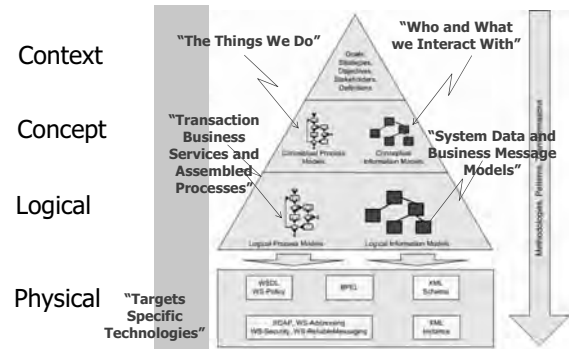 Context
"The Things We Do"
"Who and What
we Interact With"
Goals,
Strategies,
Objectives,
Stakeholders,
Definitions
Concept
"Transaction
Business
Services and
Assembled
Processes"
Conceptual Process
Models
Conceptual
Information Models
"System Data and
Business Message
Models"
Logical
Logical Process Models
Logical Information Models
Methodologies, Patterns,
Physical
"Targets
Specific
Technologies"
WSDL,
WS-Policy
BPEL
XML
Schema
SOAP, WS-Addressing
WS-Security, WS-ReliableMessaging
XML
Instance